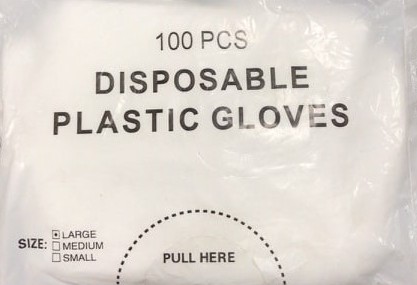 100 PCS
DISPOSABLE
PLASTIC GLOVES
SIZE:
LARGE
MEDIUM
SMALL
PULL HERE